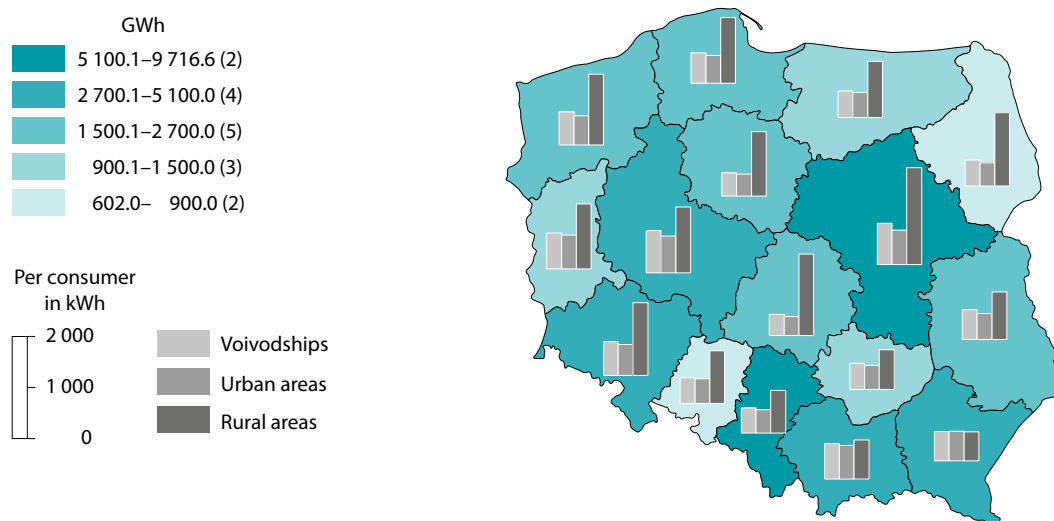 GWh
5 100.1–9 716.6 (2)
2 700.1–5 100.0 (4)
1 500.1–2 700.0 (5)
900.1–1 500.0 (3)
602.0– 900.0 (2)
Per consumer
in kWh
2 000
1 000
0
Voivodships
Urban areas
Rural areas